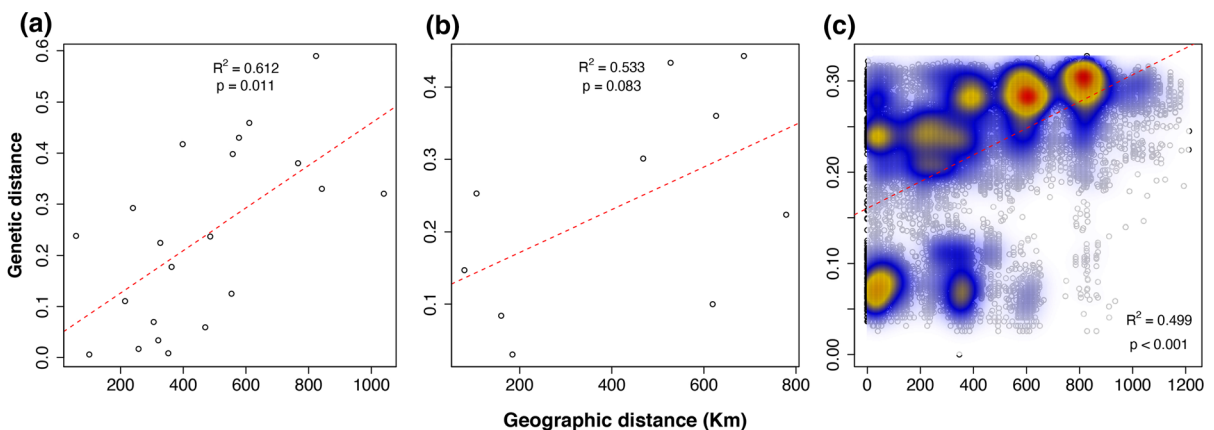 (a)
(b)
(c)
Genetic distance
0.0 0.1 0.2 0.3 0.4 0.5 0.6
R² = 0.612
p = 0.011
200 400 600 800 1000
0.1 0.2 0.3 0.4
R² = 0.533
p = 0.083
200 400 600 800
0.00 0.10 0.20 0.30
R² = 0.499
p < 0.001
0 200 400 600 800 1000 1200
Geographic distance (Km)